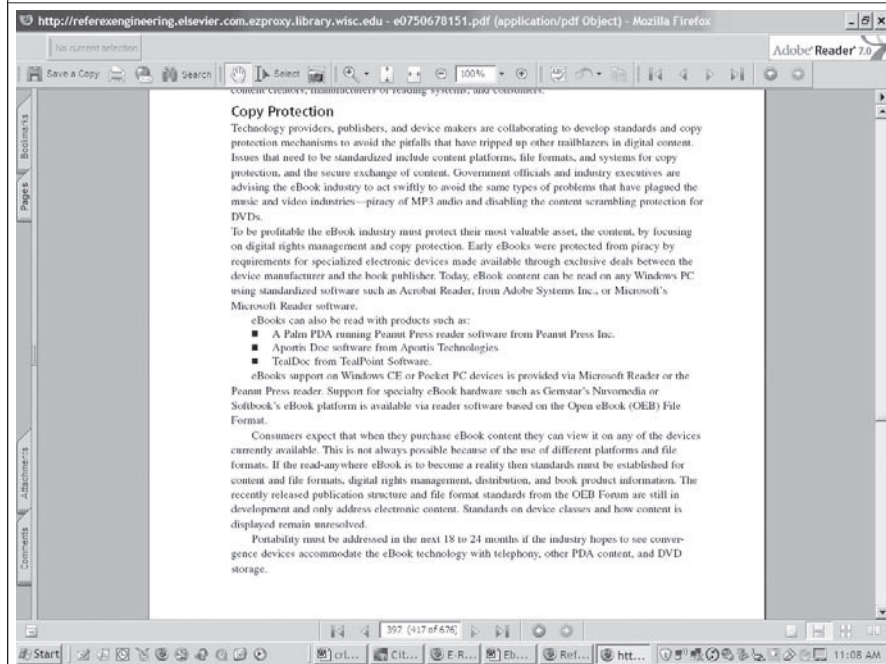 http://referexengineering.elsevier.com.ezproxy.library.wisc.edu - e0750678151.pdf (application/pdf Object) - Mozilla Firefox
No current selection
Adobe Reader 7.0
Save a Copy
Search
Select
100%
Bookmarks
Pages
Attachments
Comments
content creators, manufacturers of reading systems, and consumers.
Copy Protection
Technology providers, publishers, and device makers are collaborating to develop standards and copy
protection mechanisms to avoid the pitfalls that have tripped up other trailblazers in digital content.
Issues that need to be standardized include content platforms, file formats, and systems for copy
protection, and the secure exchange of content. Government officials and industry executives are
advising the eBook industry to act swiftly to avoid the same types of problems that have plagued the
music and video industries—piracy of MP3 audio and disabling the content scrambling protection for
DVDs.
To be profitable the eBook industry must protect their most valuable asset, the content, by focusing
on digital rights management and copy protection. Early eBooks were protected from piracy by
requirements for specialized electronic devices made available through exclusive deals between the
device manufacturer and the book publisher. Today, eBook content can be read on any Windows PC
using standardized software such as Acrobat Reader, from Adobe Systems Inc., or Microsoft's
Microsoft Reader software.
eBooks can also be read with products such as:
■ A Palm PDA running Peanut Press reader software from Peanut Press Inc.
■ Aportis Doc software from Aportis Technologies
■ TealDoc from TealPoint Software.
eBooks support on Windows CE or Pocket PC devices is provided via Microsoft Reader or the
Peanut Press reader. Support for specialty eBook hardware such as Gemstar's Nuvomedia or
Softbook's eBook platform is available via reader software based on the Open eBook (OEB) File
Format.
Consumers expect that when they purchase eBook content they can view it on any of the devices
currently available. This is not always possible because of the use of different platforms and file
formats. If the read-anywhere eBook is to become a reality then standards must be established for
content and file formats, digital rights management, distribution, and book product information. The
recently released publication structure and file format standards from the OEB Forum are still in
development and only address electronic content. Standards on device classes and how content is
displayed remain unresolved.
Portability must be addressed in the next 18 to 24 months if the industry hopes to see conver-
gence devices accommodate the eBook technology with telephony, other PDA content, and DVD
storage.
397 (417 of 676)
Start
crL...
Cit...
E-R...
Eb...
Ref...
htt...
11:08 AM